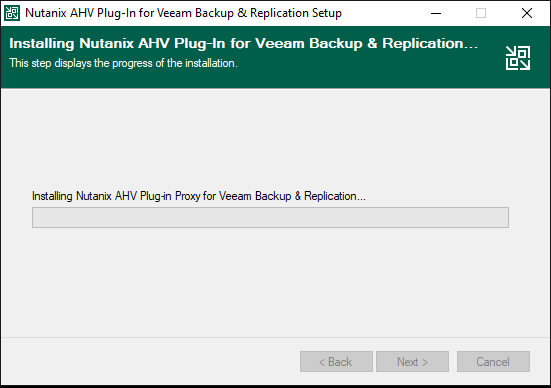 Nutanix AHV Plug-In for Veeam Backup & Replication Setup
Installing Nutanix AHV Plug-In for Veeam Backup & Replication...
This step displays the progress of the installation.
Installing Nutanix AHV Plug-in Proxy for Veeam Backup & Replication...
< Back Next > Cancel